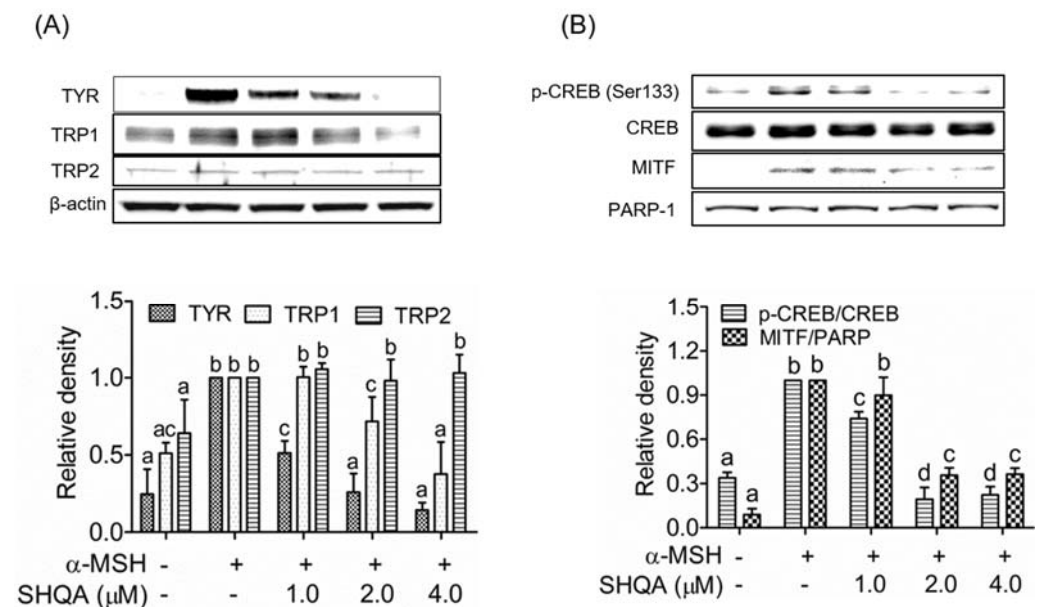 (A)
TYR
TRP1
TRP2
β-actin
(B)
p-CREB (Ser133)
CREB
MITF
PARP-1
Relative density
1.5
1.0
0.5
0.0
TYR TRP1 TRP2
a ac a
b b b
c b b
a c b
a a b
α-MSH - + + + +
SHQA (μM) - - 1.0 2.0 4.0
Relative density
1.5
1.2
0.9
0.6
0.3
0.0
p-CREB/CREB
MITF/PARP
a a
b b
c b
d c
d c
α-MSH - + + + +
SHQA (μM) - - 1.0 2.0 4.0